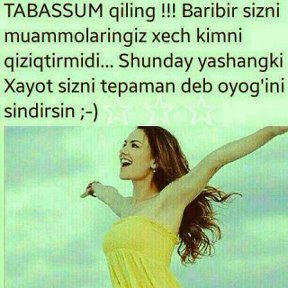 TABASSUM qiling !!! Baribir sizni
muammolaringiz xech kimni
qiziqtirmidi... Shunday yashangki
Xayot sizni tepaman deb oyog'ini
sindirsin ;-)